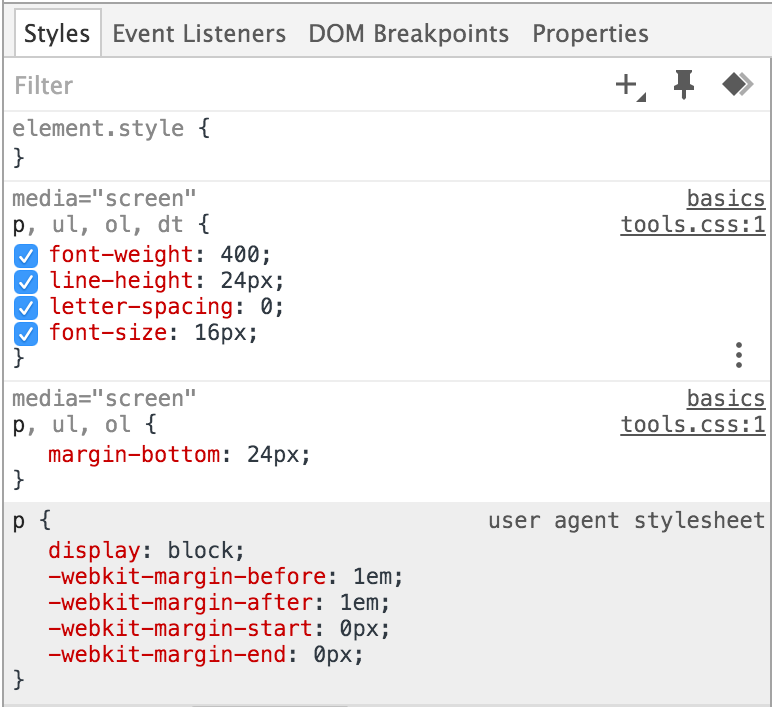 Styles Event Listeners DOM Breakpoints Properties
Filter
element.style {
}
media="screen" basics
p, ul, ol, dt { tools.css:1
font-weight: 400;
line-height: 24px;
letter-spacing: 0;
font-size: 16px;
}
media="screen" basics
p, ul, ol { tools.css:1
margin-bottom: 24px;
}
p { user agent stylesheet
display: block;
-webkit-margin-before: 1em;
-webkit-margin-after: 1em;
-webkit-margin-start: 0px;
-webkit-margin-end: 0px;
}